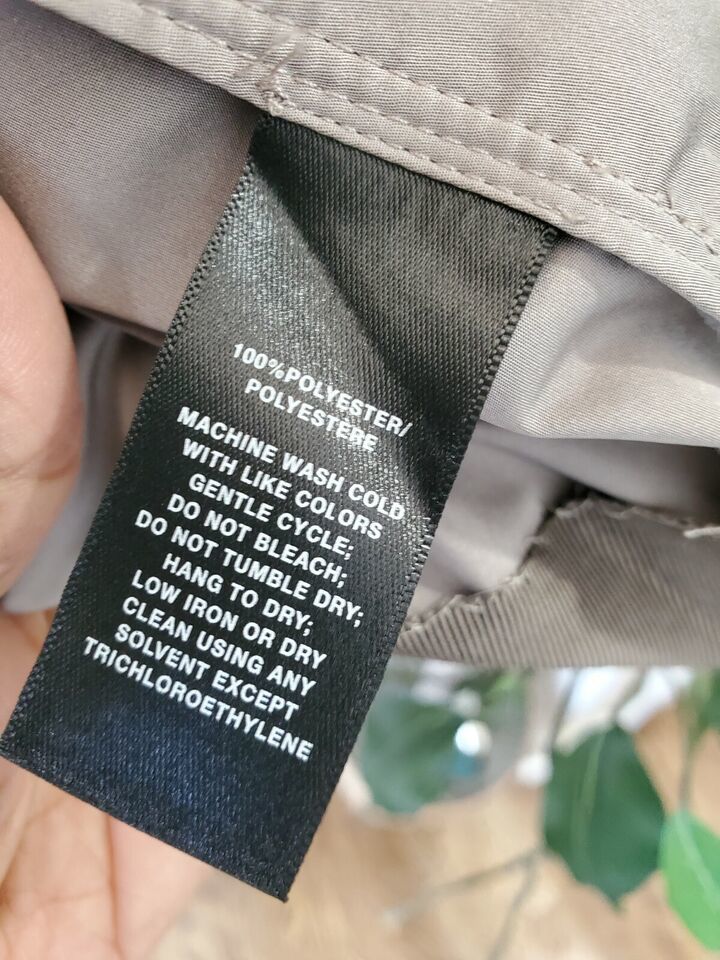 100%POLYESTER/
POLYESTERE
MACHINE WASH COLD
WITH LIKE COLORS
GENTLE CYCLE;
DO NOT BLEACH;
DO NOT TUMBLE DRY;
HANG TO DRY;
LOW IRON OR DRY
CLEAN USING ANY
SOLVENT EXCEPT
TRICHLOROETHYLENE